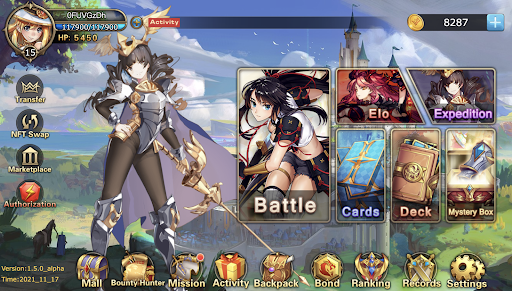 0FUVGzDh
117900/117900
HP: 5450
15
Activity
8287
Transfer
NFT Swap
Marketplace
Authorization
Elo
Expedition
Battle
Cards
Deck
Mystery Box
Version:1.5.0_alpha
Time:2021_11_17
Mall
Bounty Hunter
Mission
Activity
Backpack
Bond
Ranking
Records
Settings